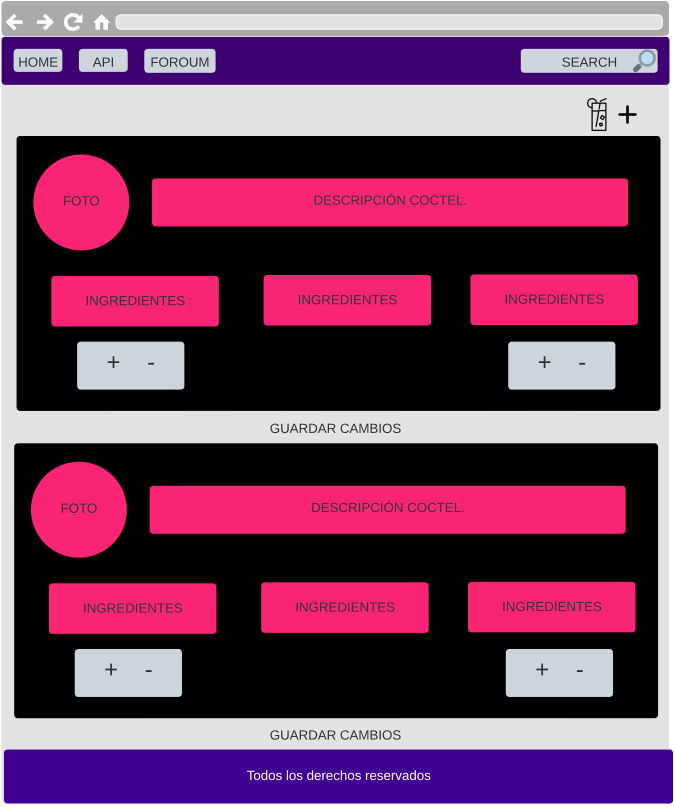 HOME API FOROUM SEARCH
+
FOTO DESCRIPCIÓN COCTEL.
INGREDIENTES INGREDIENTES INGREDIENTES
+ - + -
GUARDAR CAMBIOS
FOTO DESCRIPCIÓN COCTEL.
INGREDIENTES INGREDIENTES INGREDIENTES
+ - + -
GUARDAR CAMBIOS
Todos los derechos reservados